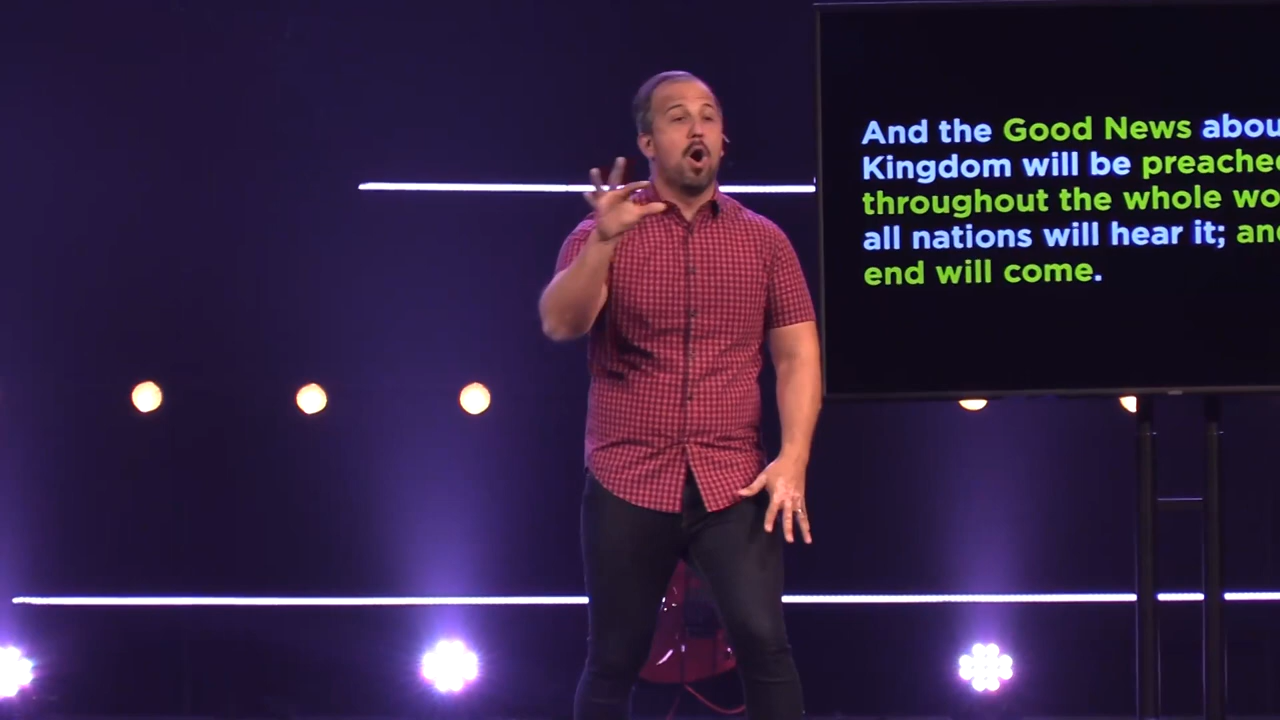 And the Good News abou
Kingdom will be preache
throughout the whole wo
all nations will hear it; an
end will come.